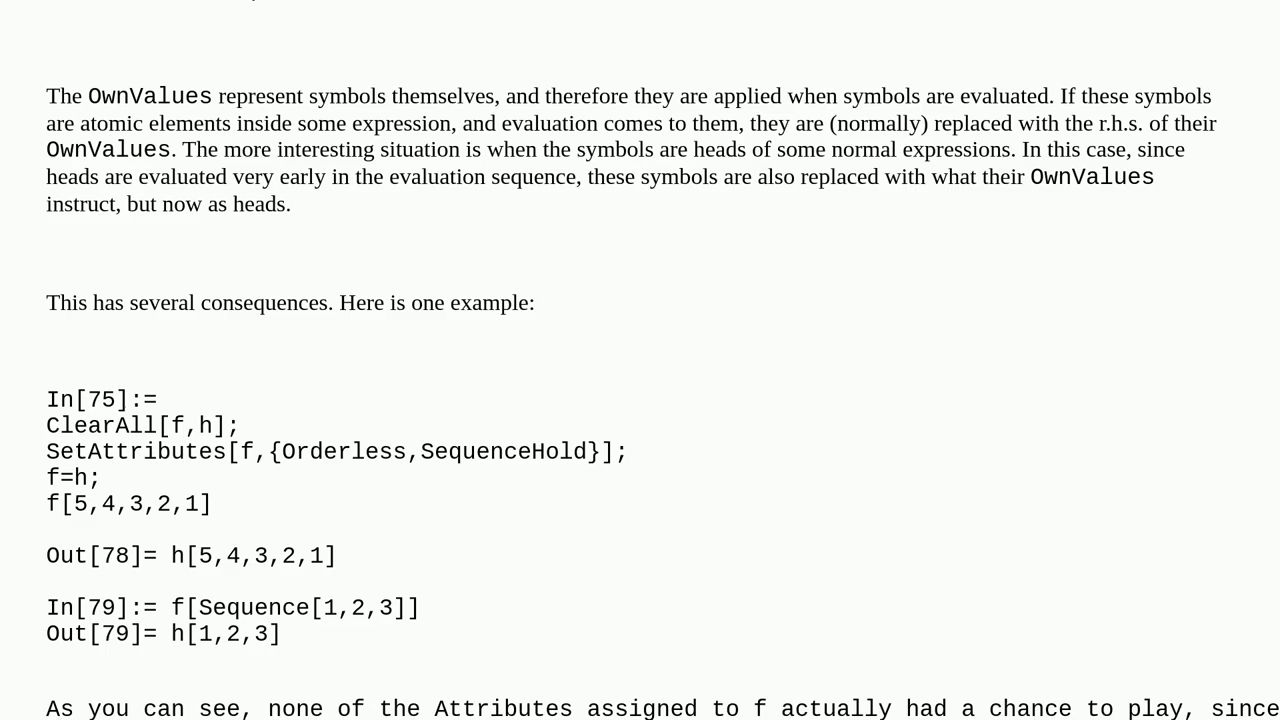 The OwnValues represent symbols themselves, and therefore they are applied when symbols are evaluated. If these symbols
are atomic elements inside some expression, and evaluation comes to them, they are (normally) replaced with the r.h.s. of their
OwnValues. The more interesting situation is when the symbols are heads of some normal expressions. In this case, since
heads are evaluated very early in the evaluation sequence, these symbols are also replaced with what their OwnValues
instruct, but now as heads.
This has several consequences. Here is one example:
In[75]:=
ClearAll[f,h];
SetAttributes[f,{Orderless,SequenceHold}];
f=h;
f[5,4,3,2,1]
Out[78]= h[5,4,3,2,1]
In[79]:= f[Sequence[1,2,3]]
Out[79]= h[1,2,3]
As you can see, none of the Attributes assigned to f actually had a chance to play, since